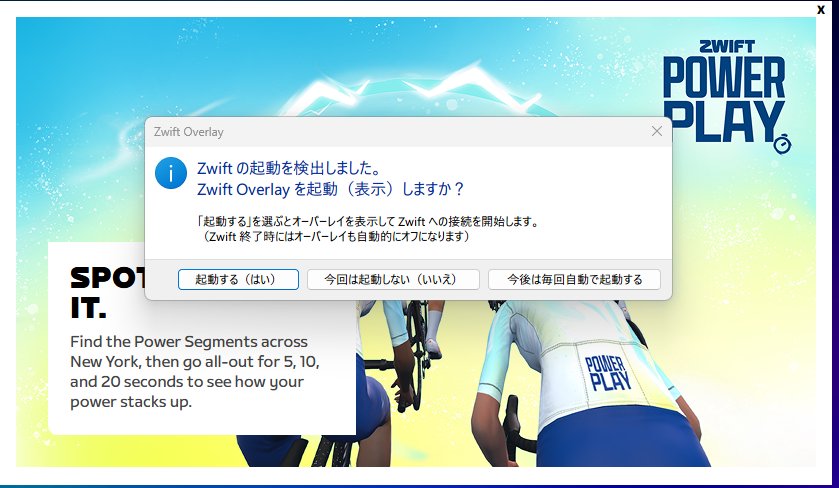 x
ZWIFT
POWER
PLAY
Zwift Overlay
Zwift の起動を検出しました。
Zwift Overlay を起動（表示）しますか？
「起動する」を選ぶとオーバーレイを表示して Zwift への接続を開始します。
（Zwift 終了時にはオーバーレイも自動的にオフになります）
起動する（はい）
今回は起動しない（いいえ）
今後は毎回自動で起動する
IT.
Find the Power Segments across
New York, then go all-out for 5, 10,
and 20 seconds to see how your
power stacks up.
POWER
PLAY